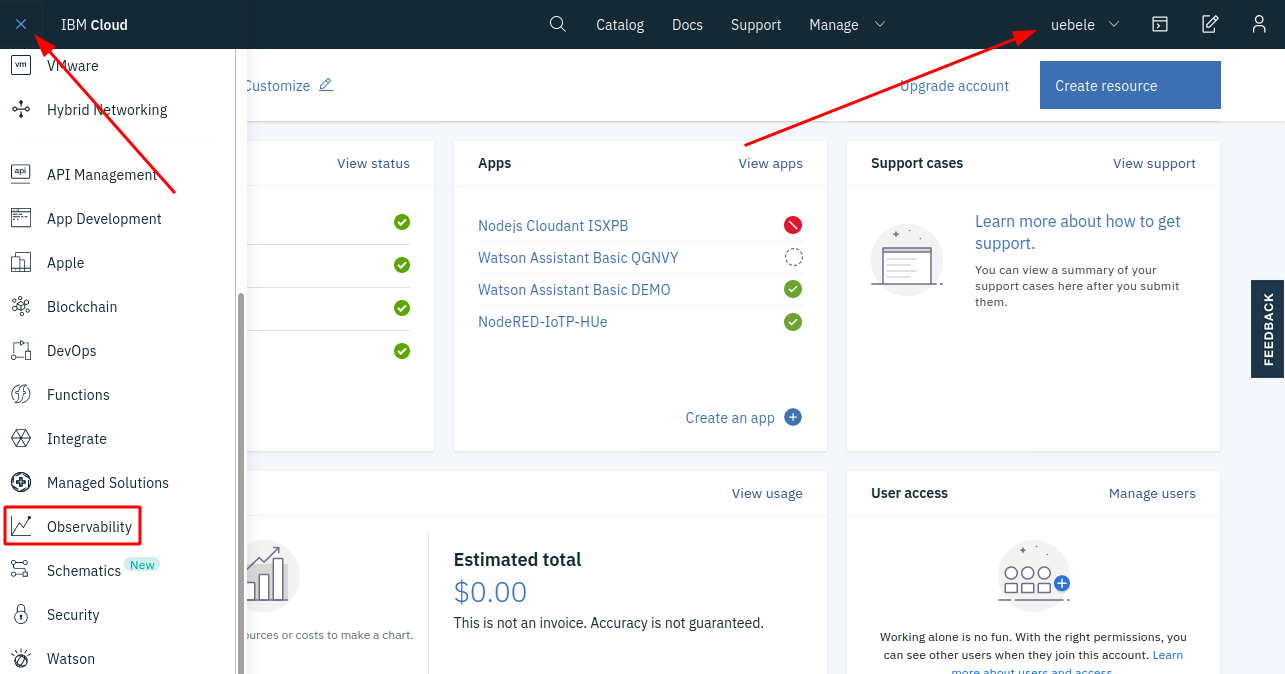 IBM Cloud
Catalog
Docs
Support
Manage
uebele
vm
VMware
Hybrid Networking
api
API Management
App Development
Apple
Blockchain
DevOps
Functions
Integrate
Managed Solutions
Observability
Schematics New
Security
Watson
Customize
Upgrade account
Create resource
View status
Apps
View apps
Nodejs Cloudant ISXPB
Watson Assistant Basic QGNVY
Watson Assistant Basic DEMO
NodeRED-IoTP-HUe
Create an app
Support cases
View support
Learn more about how to get
support.
You can view a summary of your
support cases here after you submit
them.
FEEDBACK
View usage
ources or costs to make a chart.
Estimated total
$0.00
This is not an invoice. Accuracy is not guaranteed.
User access
Manage users
Working alone is no fun. With the right permissions, you
can see other users when they join this account. Learn
more about users and access